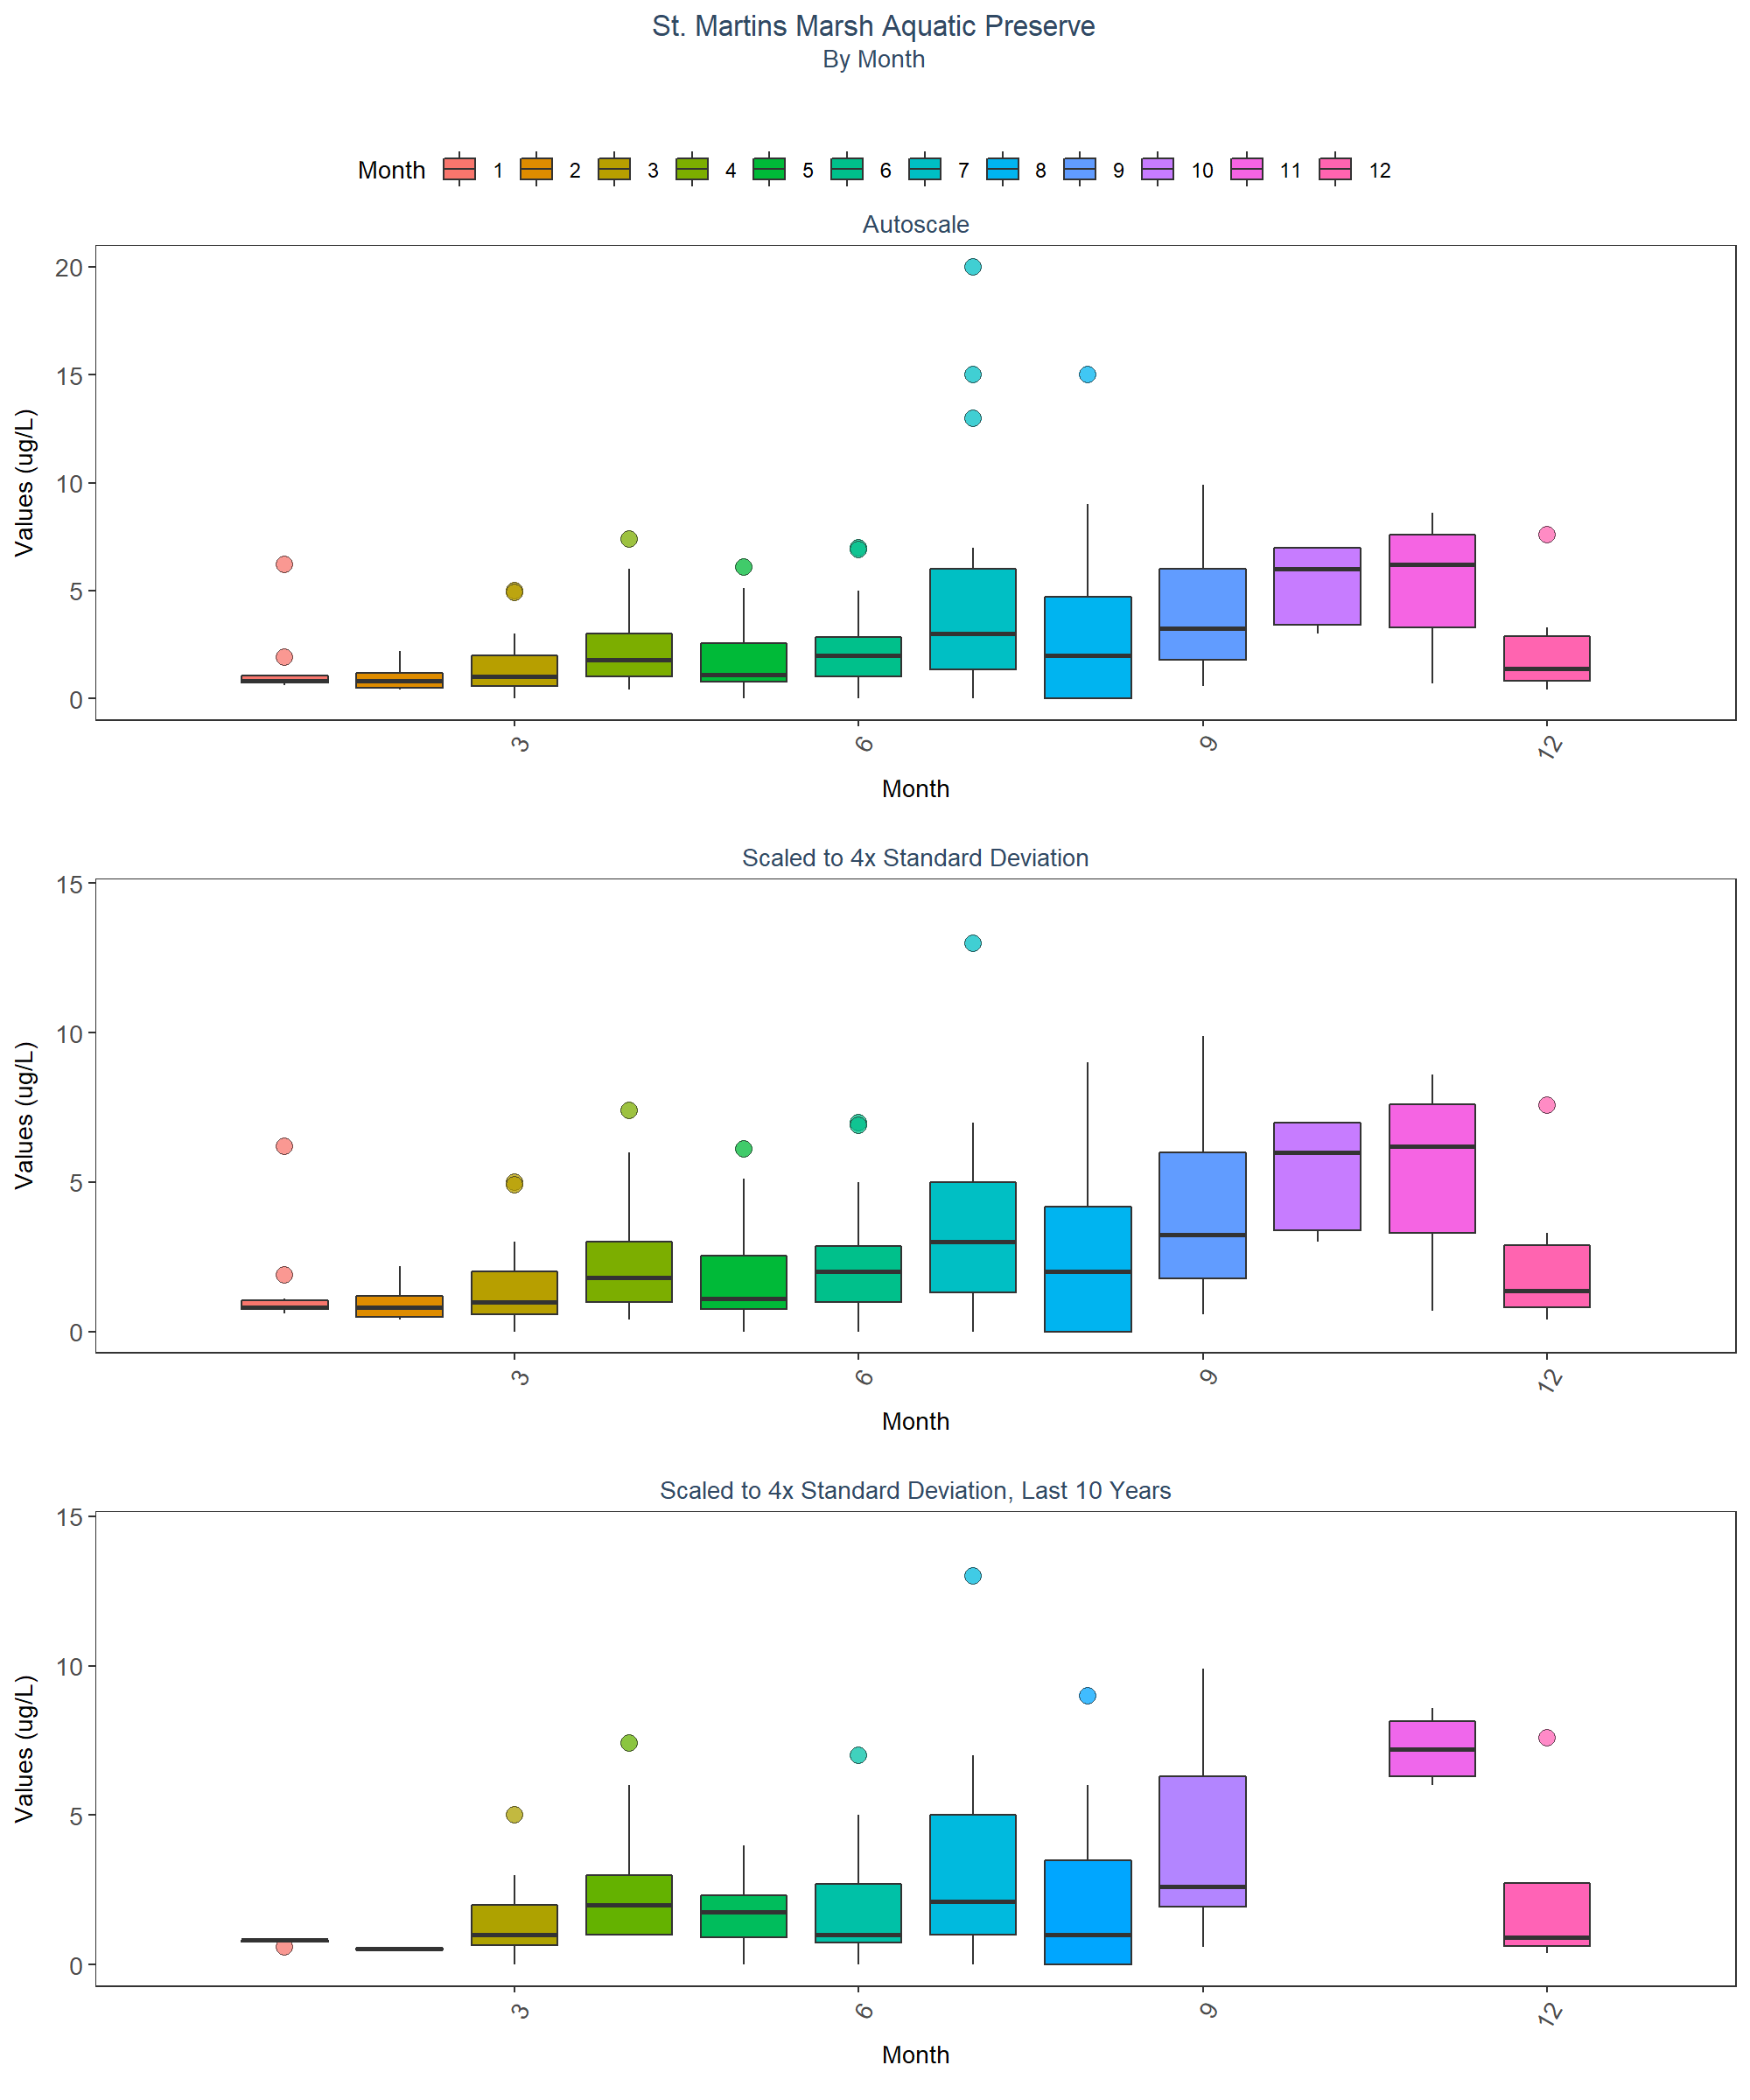 St. Martins Marsh Aquatic Preserve
By Month
Month 1 2 3 4 5 6 7 8 9 10 11 12
Autoscale
Values (ug/L)
20
15
10
5
0
3 6 9 12
Month
Scaled to 4x Standard Deviation
Values (ug/L)
15
10
5
0
3 6 9 12
Month
Scaled to 4x Standard Deviation, Last 10 Years
Values (ug/L)
15
10
5
0
3 6 9 12
Month